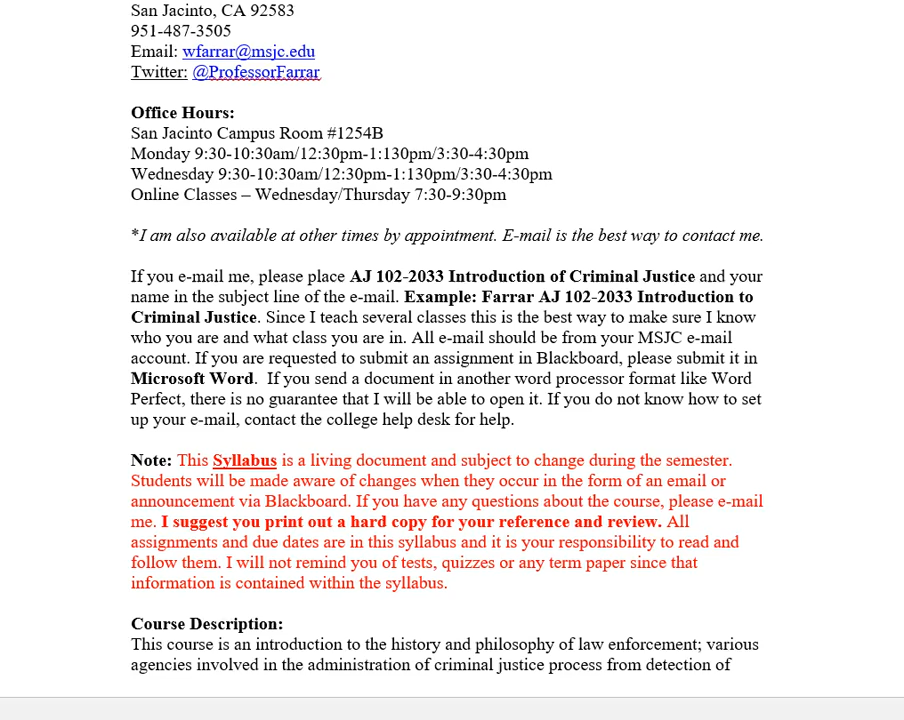 San Jacinto, CA 92583
951-487-3505
Email: wfarrar@msjc.edu
Twitter: @ProfessorFarrar
Office Hours:
San Jacinto Campus Room #1254B
Monday 9:30-10:30am/12:30pm-1:130pm/3:30-4:30pm
Wednesday 9:30-10:30am/12:30pm-1:130pm/3:30-4:30pm
Online Classes – Wednesday/Thursday 7:30-9:30pm
*I am also available at other times by appointment. E-mail is the best way to contact me.
If you e-mail me, please place AJ 102-2033 Introduction of Criminal Justice and your
name in the subject line of the e-mail. Example: Farrar AJ 102-2033 Introduction to
Criminal Justice. Since I teach several classes this is the best way to make sure I know
who you are and what class you are in. All e-mail should be from your MSJC e-mail
account. If you are requested to submit an assignment in Blackboard, please submit it in
Microsoft Word.  If you send a document in another word processor format like Word
Perfect, there is no guarantee that I will be able to open it. If you do not know how to set
up your e-mail, contact the college help desk for help.
Note: This Syllabus is a living document and subject to change during the semester.
Students will be made aware of changes when they occur in the form of an email or
announcement via Blackboard. If you have any questions about the course, please e-mail
me. I suggest you print out a hard copy for your reference and review. All
assignments and due dates are in this syllabus and it is your responsibility to read and
follow them. I will not remind you of tests, quizzes or any term paper since that
information is contained within the syllabus.
Course Description:
This course is an introduction to the history and philosophy of law enforcement; various
agencies involved in the administration of criminal justice process from detection of